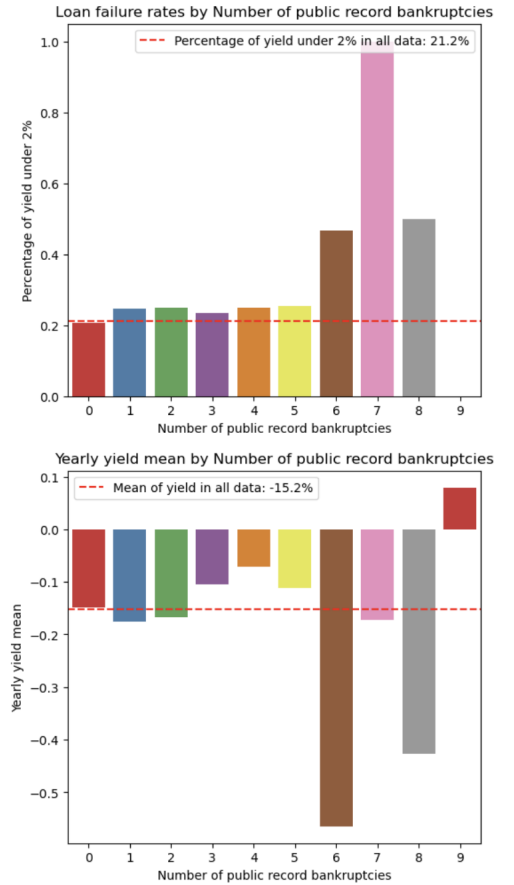 Loan failure rates by Number of public record bankruptcies
Percentage of yield under 2% in all data: 21.2%
1.0
0.8
0.6
0.4
0.2
0.0
Percentage of yield under 2%
0 1 2 3 4 5 6 7 8 9
Number of public record bankruptcies
Yearly yield mean by Number of public record bankruptcies
Mean of yield in all data: -15.2%
0.1
0.0
−0.1
−0.2
−0.3
−0.4
−0.5
Yearly yield mean
0 1 2 3 4 5 6 7 8 9
Number of public record bankruptcies